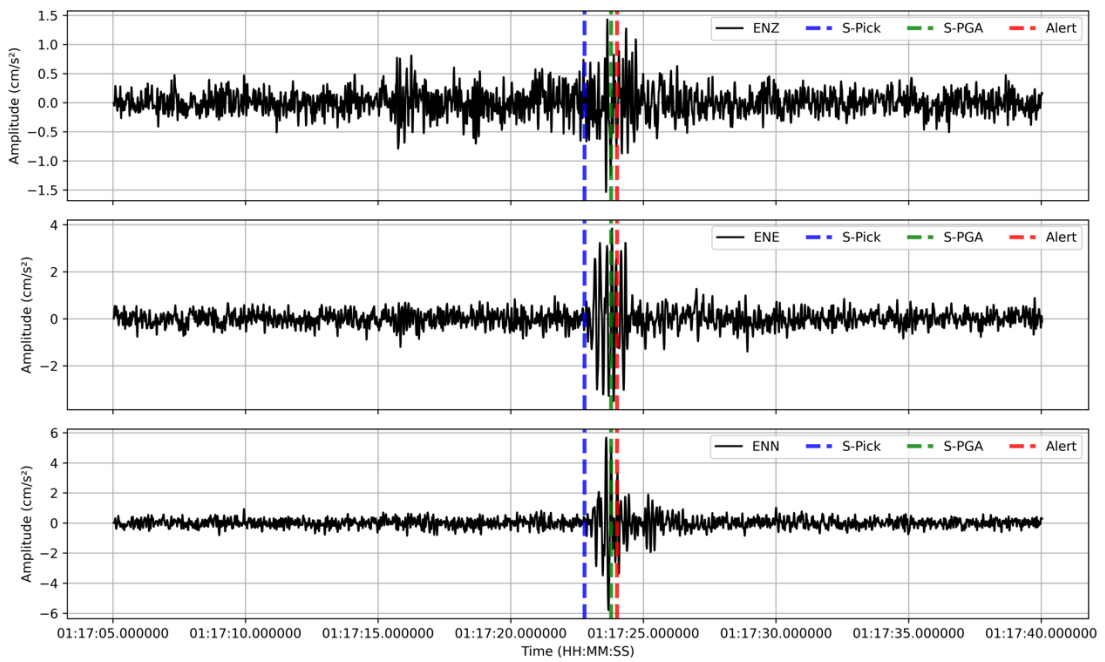 1.5
1.0
0.5
0.0
−0.5
−1.0
−1.5
Amplitude (cm/s²)
ENZ S-Pick S-PGA Alert
4
2
0
−2
Amplitude (cm/s²)
ENE S-Pick S-PGA Alert
6
4
2
0
−2
−4
−6
Amplitude (cm/s²)
ENN S-Pick S-PGA Alert
01:17:05.000000 01:17:10.000000 01:17:15.000000 01:17:20.000000 01:17:25.000000 01:17:30.000000 01:17:35.000000 01:17:40.000000
Time (HH:MM:SS)